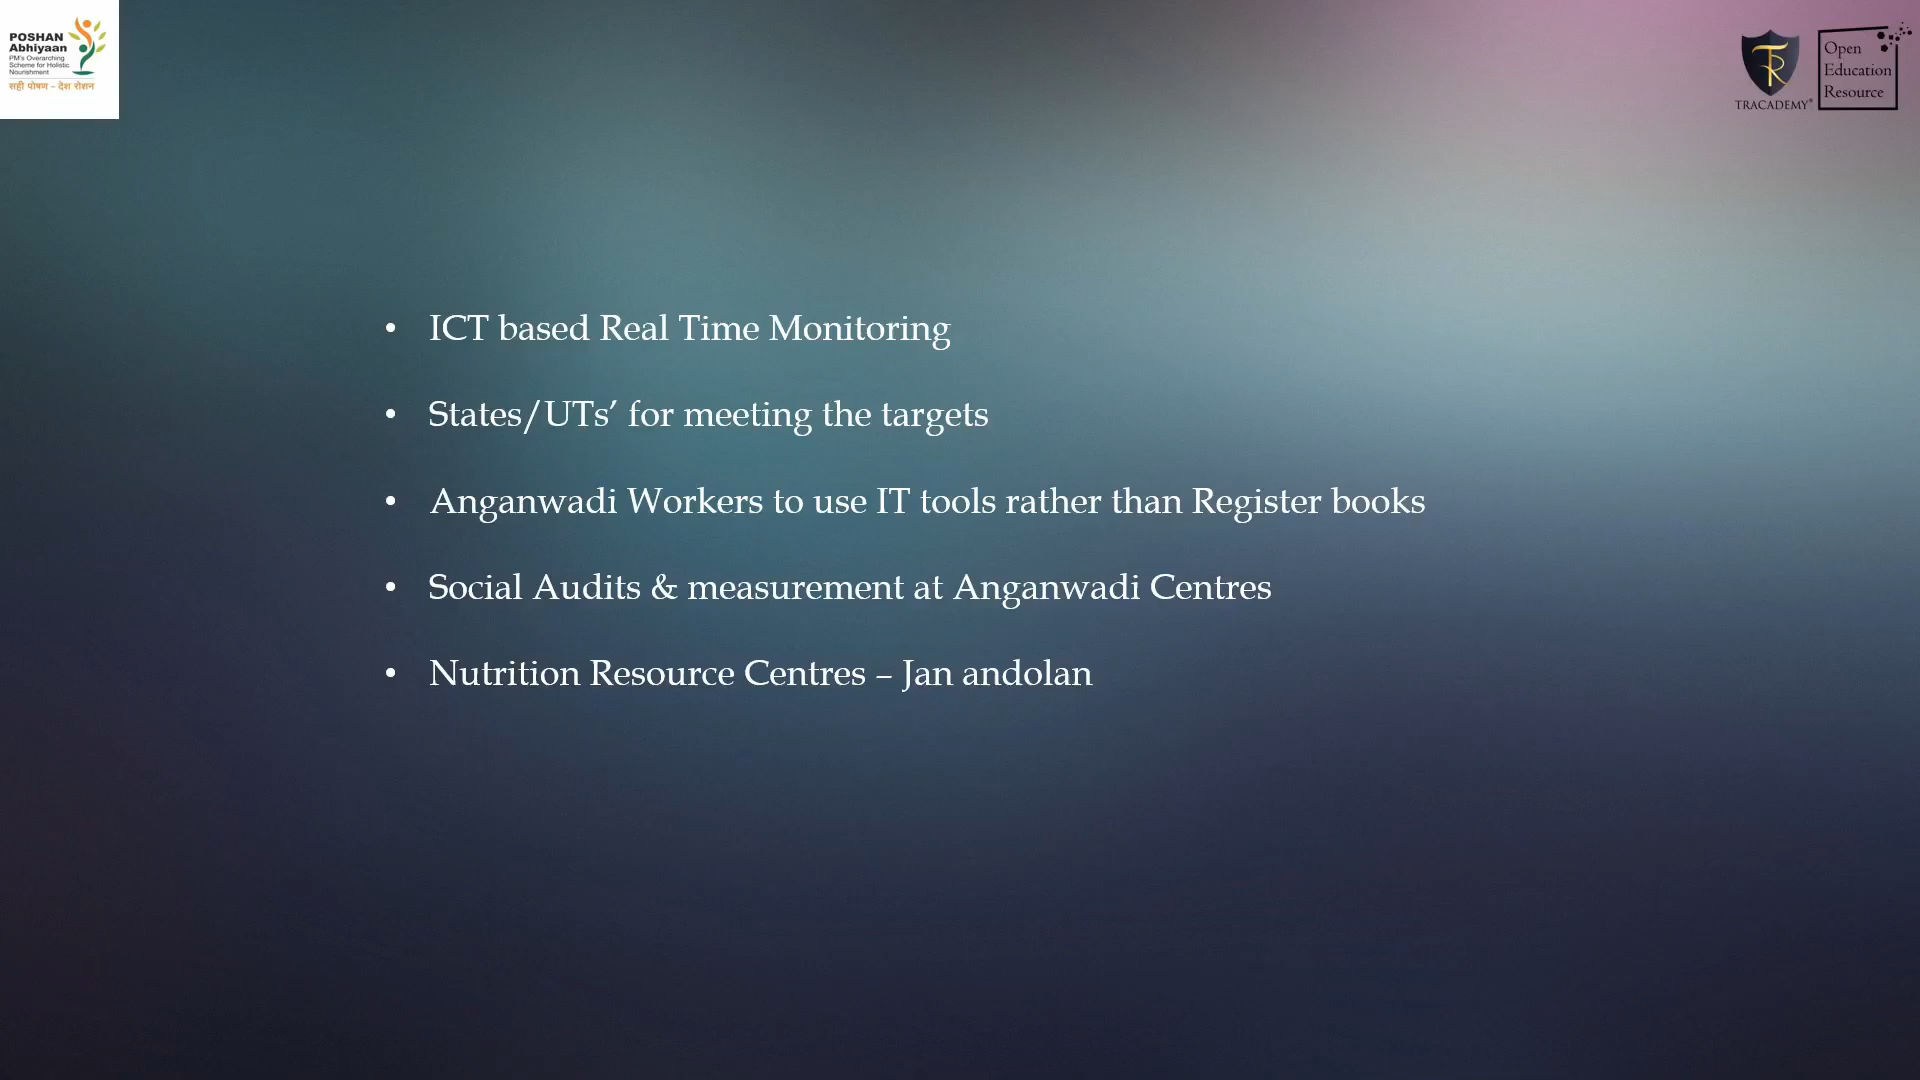 POSHAN
Abhiyaan
PM's Overarching
Scheme for Holistic
Nourishment
सही पोषण – देश रोशन
TRACADEMY®
Open
Education
Resource
• ICT based Real Time Monitoring
• States/UTs’ for meeting the targets
• Anganwadi Workers to use IT tools rather than Register books
• Social Audits & measurement at Anganwadi Centres
• Nutrition Resource Centres – Jan andolan